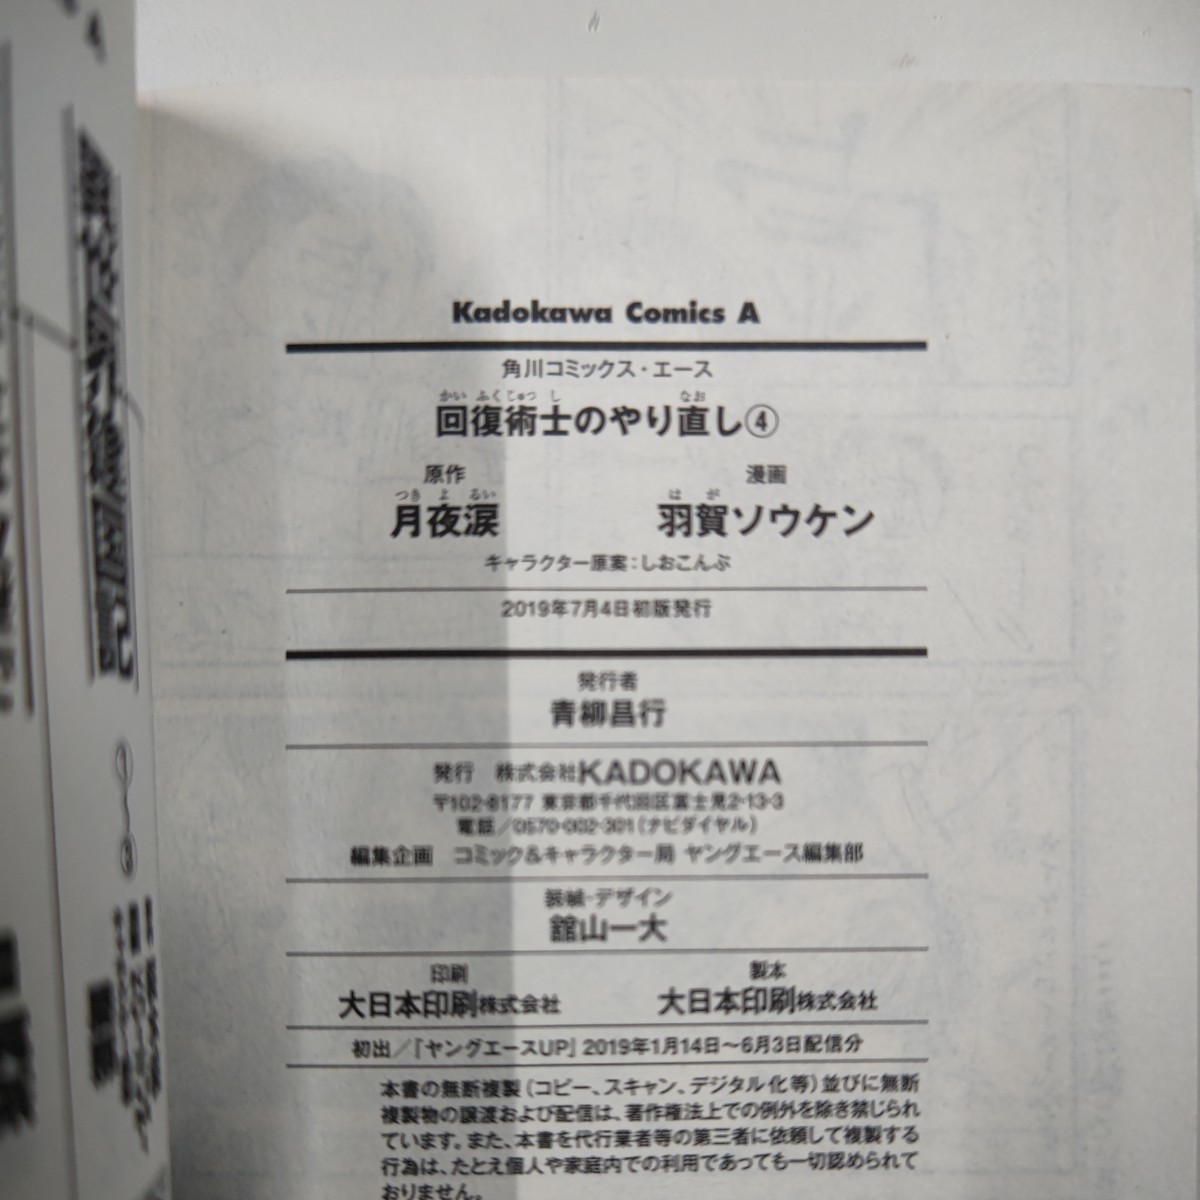 Kadokawa Comics A
角川コミックス・エース
回復術士のやり直し④
原作
月夜涙
漫画
羽賀ソウケン
キャラクター原案:しおこんぶ
2019年7月4日初版発行
発行者
青柳昌行
発行 株式会社KADOKAWA
〒102-8177 東京都千代田区富士見2-13-3
電話/0570-002-301(ナビダイヤル)
編集企画 コミック&キャラクター局 ヤングエース編集部
装幀・デザイン
舘山一大
印刷
大日本印刷株式会社
製本
大日本印刷株式会社
初出/『ヤングエースUP』2019年1月14日〜6月3日配信分
本書の無断複製(コピー、スキャン、デジタル化等)並びに無断
複製物の譲渡および配信は、著作権法上での例外を除き禁じられ
ています。また、本書を代行業者等の第三者に依頼して複製する
行為は、たとえ個人や家庭内での利用であっても一切認められて
おりません。